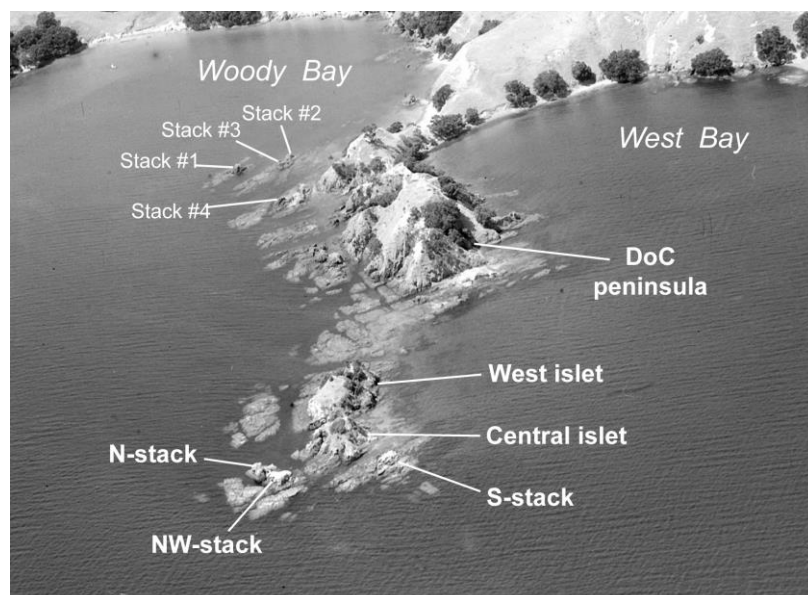 Woody Bay
Stack #2
Stack #3
Stack #1
Stack #4
West Bay
DoC
peninsula
West islet
Central islet
N-stack
S-stack
NW-stack